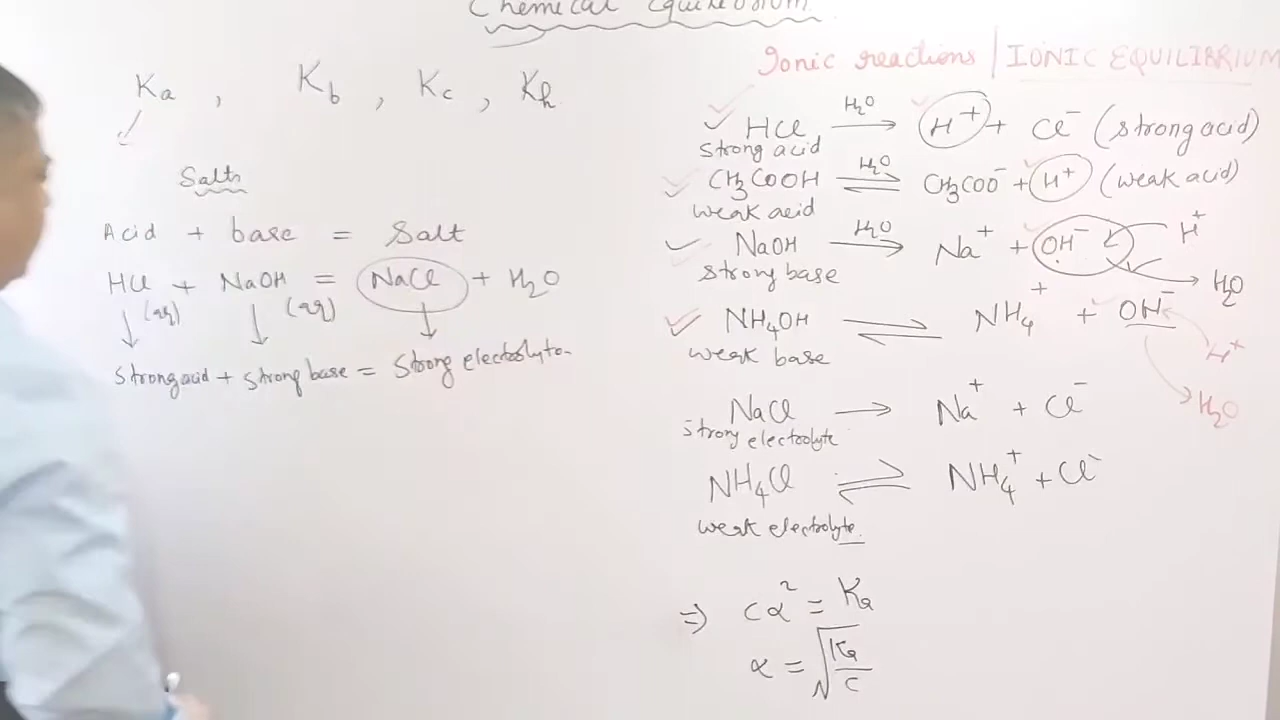 Chemical Equilibrium
Ka , Kb , Kc , Kh
Salts
Acid + base = Salt
HCl + NaOH = NaCl + H2O
(aq) (aq)
Strong acid + Strong base = Strong electrolyte
Ionic reactions | IONIC EQUILIBRIUM
HCl H2O → H+ + Cl- (strong acid)
strong acid
CH3COOH H2O ⇌ CH3COO- + H+ (weak acid)
weak acid
NaOH H2O → Na+ + OH- H+
strong base
H2O
NH4OH ⇌ NH4+ + OH-
H+
weak base
H2O
NaCl → Na+ + Cl-
strong electrolyte
NH4Cl ⇌ NH4+ + Cl-
weak electrolyte.
⇒ cα² = Ka
α = √Ka/c